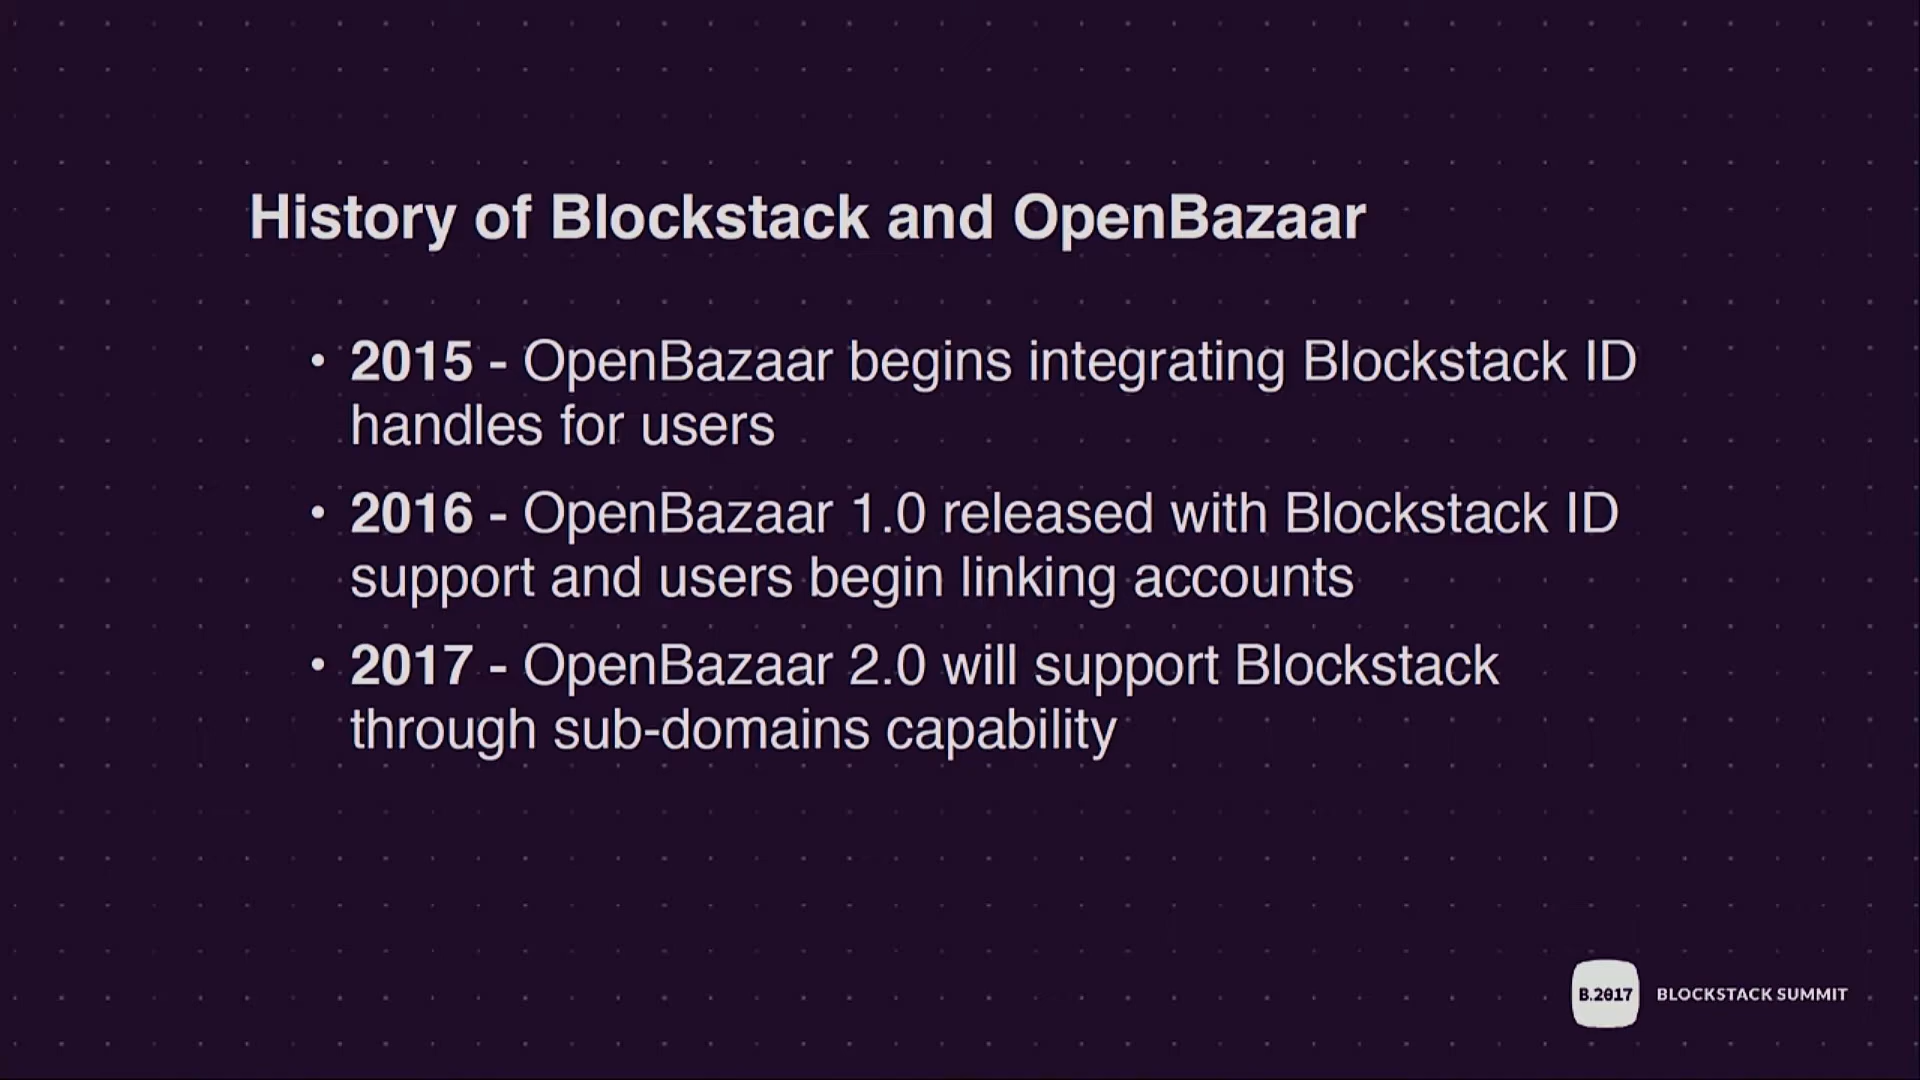 History of Blockstack and OpenBazaar
• 2015 - OpenBazaar begins integrating Blockstack ID
handles for users
• 2016 - OpenBazaar 1.0 released with Blockstack ID
support and users begin linking accounts
• 2017 - OpenBazaar 2.0 will support Blockstack
through sub-domains capability
B.2017 BLOCKSTACK SUMMIT